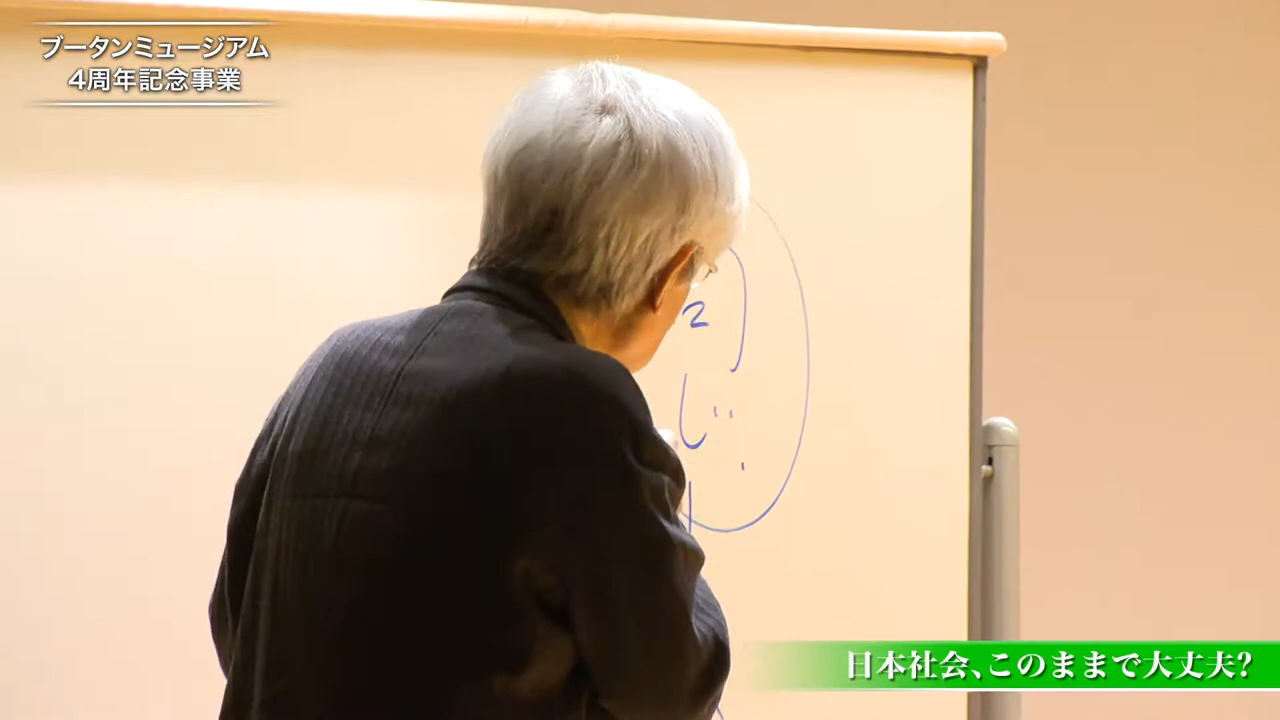 ブータンミュージアム
4周年記念事業
日本社会、このままで大丈夫?